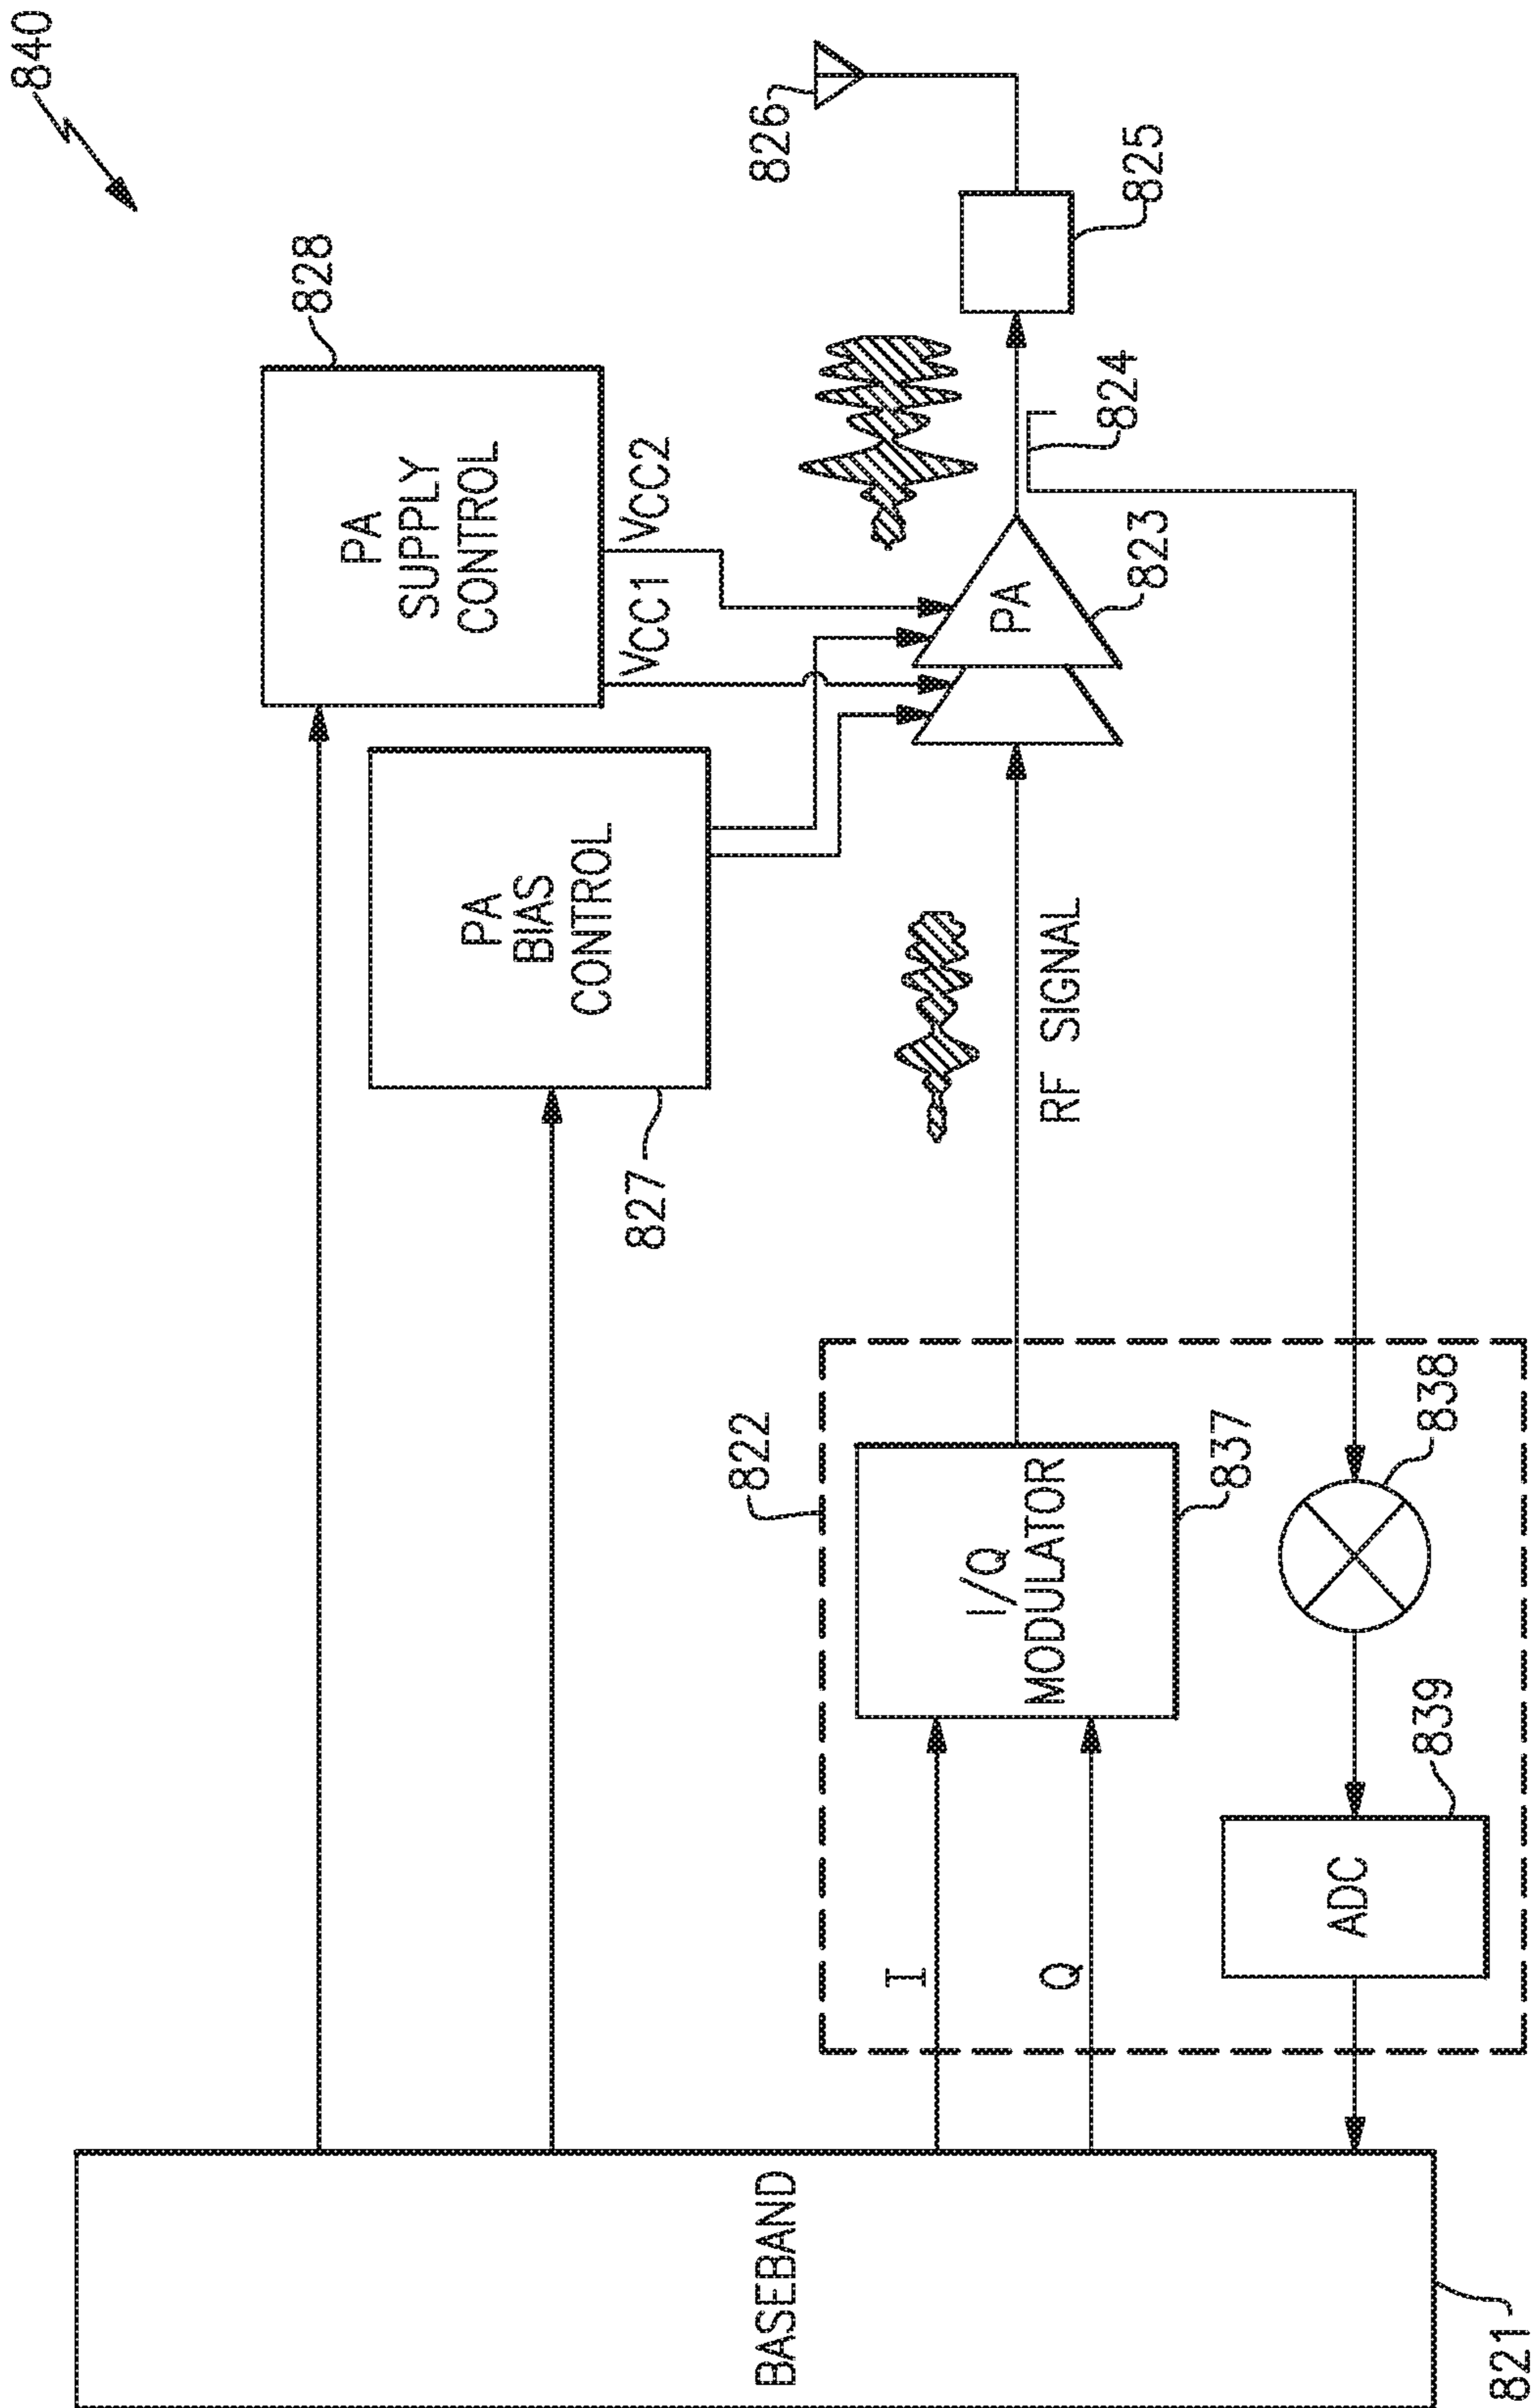 840
828
PA
SUPPLY
CONTROL
VCC1
VCC2
PA
BIAS
CONTROL
827
826
825
824
PA
823
RF SIGNAL
822
I/Q
MODULATOR
837
838
ADC
839
I
Q
BASEBAND
821